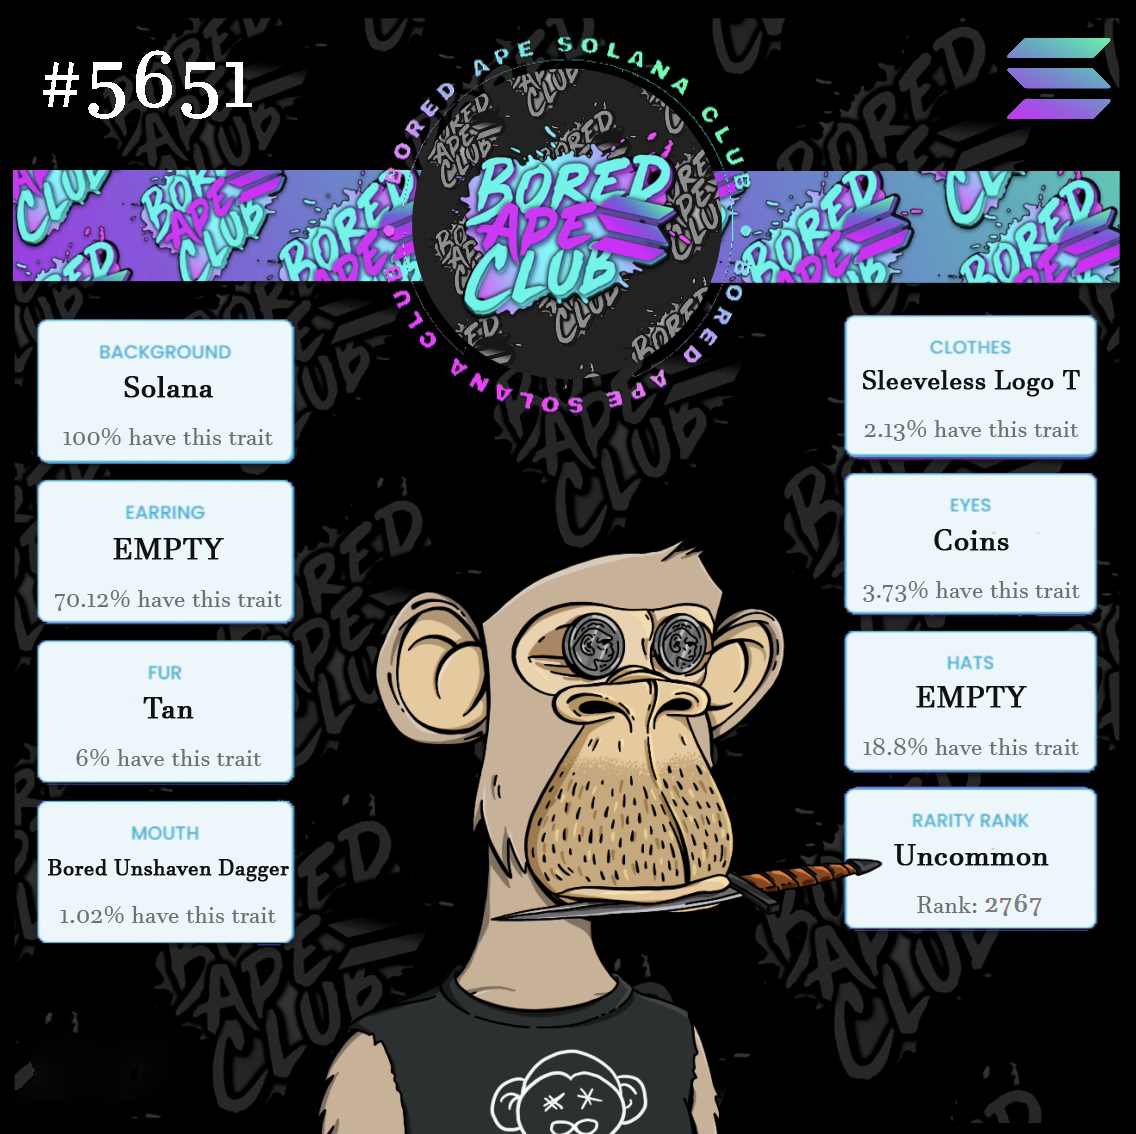 #5651
BORED APE SOLANA CLUB
BORED APE SOLANA CLUB
BORED
APE
CLUB
BACKGROUND
Solana
100% have this trait
EARRING
EMPTY
70.12% have this trait
FUR
Tan
6% have this trait
MOUTH
Bored Unshaven Dagger
1.02% have this trait
CLOTHES
Sleeveless Logo T
2.13% have this trait
EYES
Coins
3.73% have this trait
HATS
EMPTY
18.8% have this trait
RARITY RANK
Uncommon
Rank: 2767